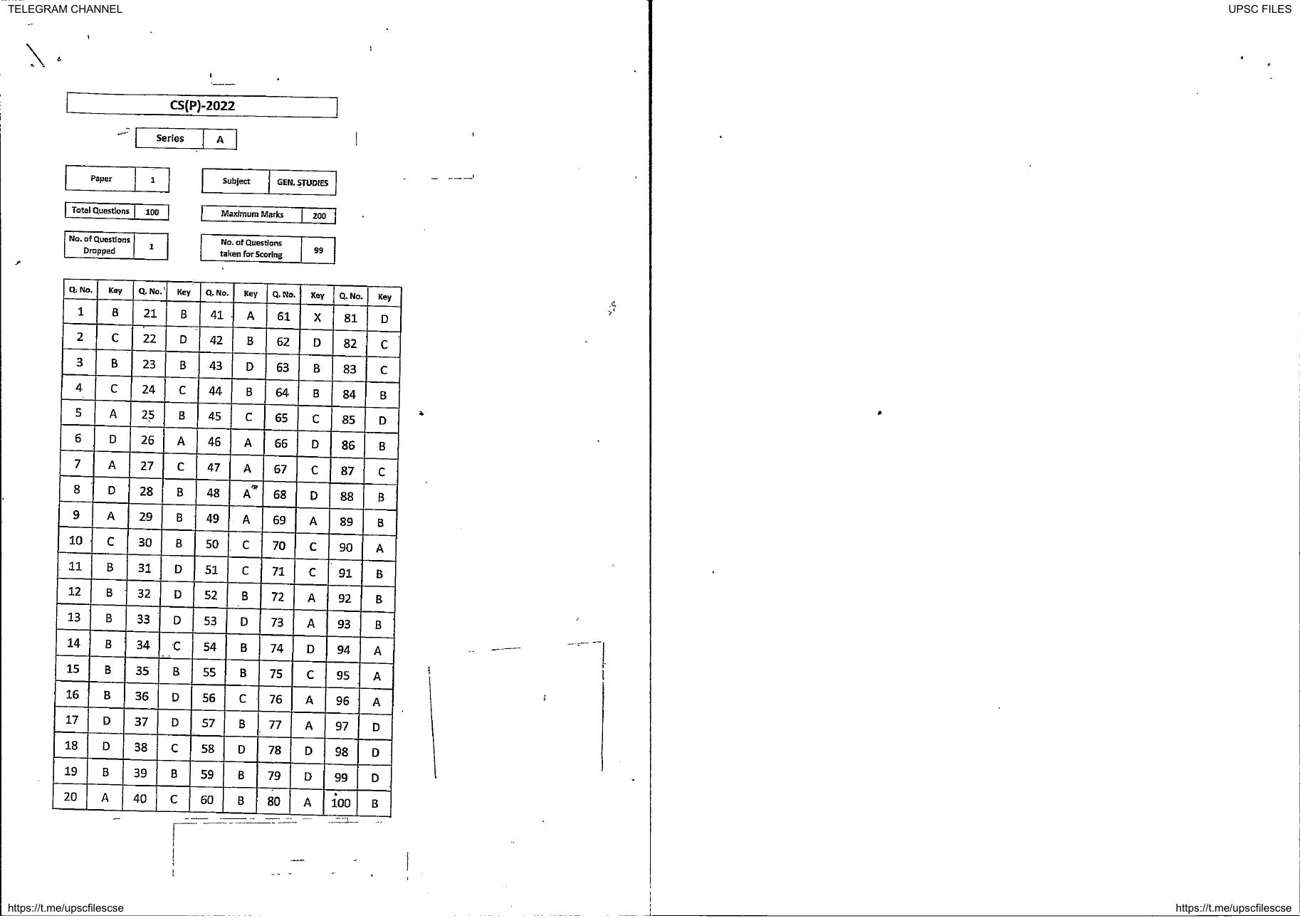 TELEGRAM CHANNEL UPSC FILES
CS(P)-2022
Series A
Paper 1 Subject GEN. STUDIES
Total Questions 100 Maximum Marks 200
No. of Questions Dropped 1 No. of Questions taken for Scoring 99
Q. No. Key Q. No. Key Q. No. Key Q. No. Key Q. No. Key
1 B 21 B 41 A 61 X 81 D
2 C 22 D 42 B 62 D 82 C
3 B 23 B 43 D 63 B 83 C
4 C 24 C 44 B 64 B 84 B
5 A 25 B 45 C 65 C 85 D
6 D 26 A 46 A 66 D 86 B
7 A 27 C 47 A 67 C 87 C
8 D 28 B 48 A 68 D 88 B
9 A 29 B 49 A 69 A 89 B
10 C 30 B 50 C 70 C 90 A
11 B 31 D 51 C 71 C 91 B
12 B 32 D 52 B 72 A 92 B
13 B 33 D 53 D 73 A 93 B
14 B 34 C 54 B 74 D 94 A
15 B 35 B 55 B 75 C 95 A
16 B 36 D 56 C 76 A 96 A
17 D 37 D 57 B 77 A 97 D
18 D 38 C 58 D 78 D 98 D
19 B 39 B 59 B 79 D 99 D
20 A 40 C 60 B 80 A 100 B
https://t.me/upscfilescse https://t.me/upscfilescse